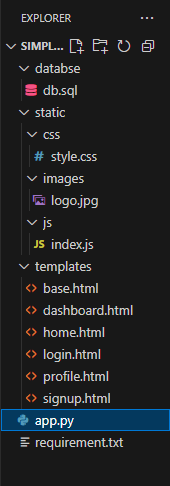 EXPLORER
SIMPL...
databse
db.sql
static
css
# style.css
images
logo.jpg
js
JS index.js
templates
<> base.html
<> dashboard.html
<> home.html
<> login.html
<> profile.html
<> signup.html
app.py
requirement.txt